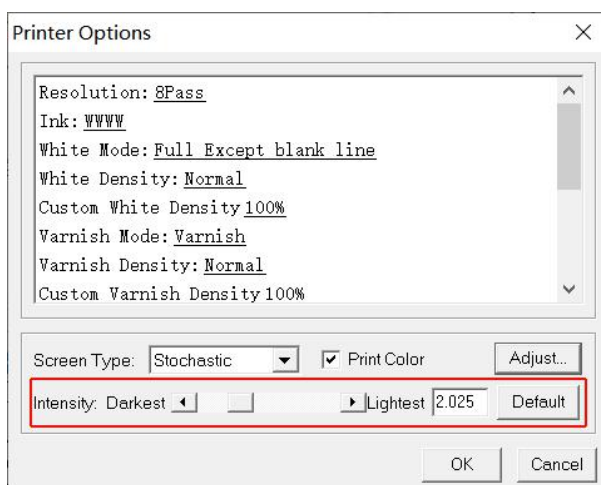 Printer Options
Resolution: 8Pass
Ink: WWWW
White Mode: Full Except blank line
White Density: Normal
Custom White Density 100%
Varnish Mode: Varnish
Varnish Density: Normal
Custom Varnish Density 100%
Screen Type: Stochastic Print Color Adjust...
Intensity: Darkest Lightest 2.025 Default
OK Cancel